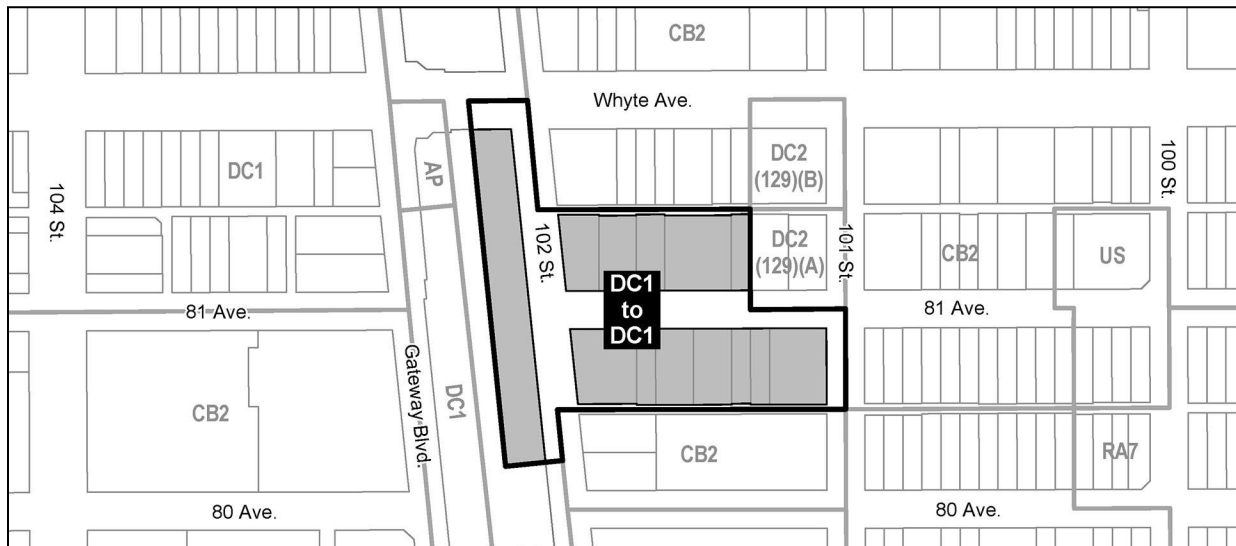 CB2
Whyte Ave.
DC1
AP
DC2
(129)(B)
100 St.
104 St.
102 St.
DC2
(129)(A)
101 St.
CB2
US
DC1
to
DC1
81 Ave.
81 Ave.
Gateway Blvd.
DC1
CB2
CB2
RA7
80 Ave.
80 Ave.